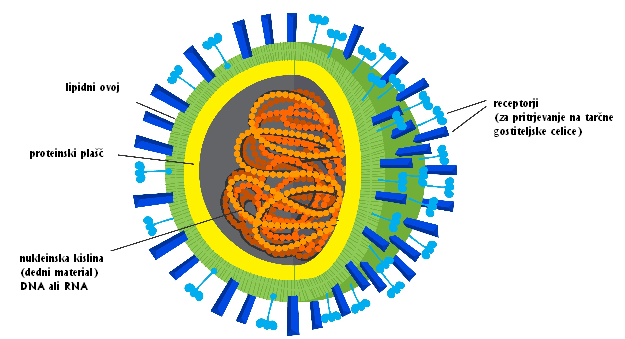 lipidni ovoj
proteinski plašč
nukleinska kislina
(dedni material)
DNA ali RNA
receptorji
(za pritrjevanje na tarčne
gostiteljske celice)